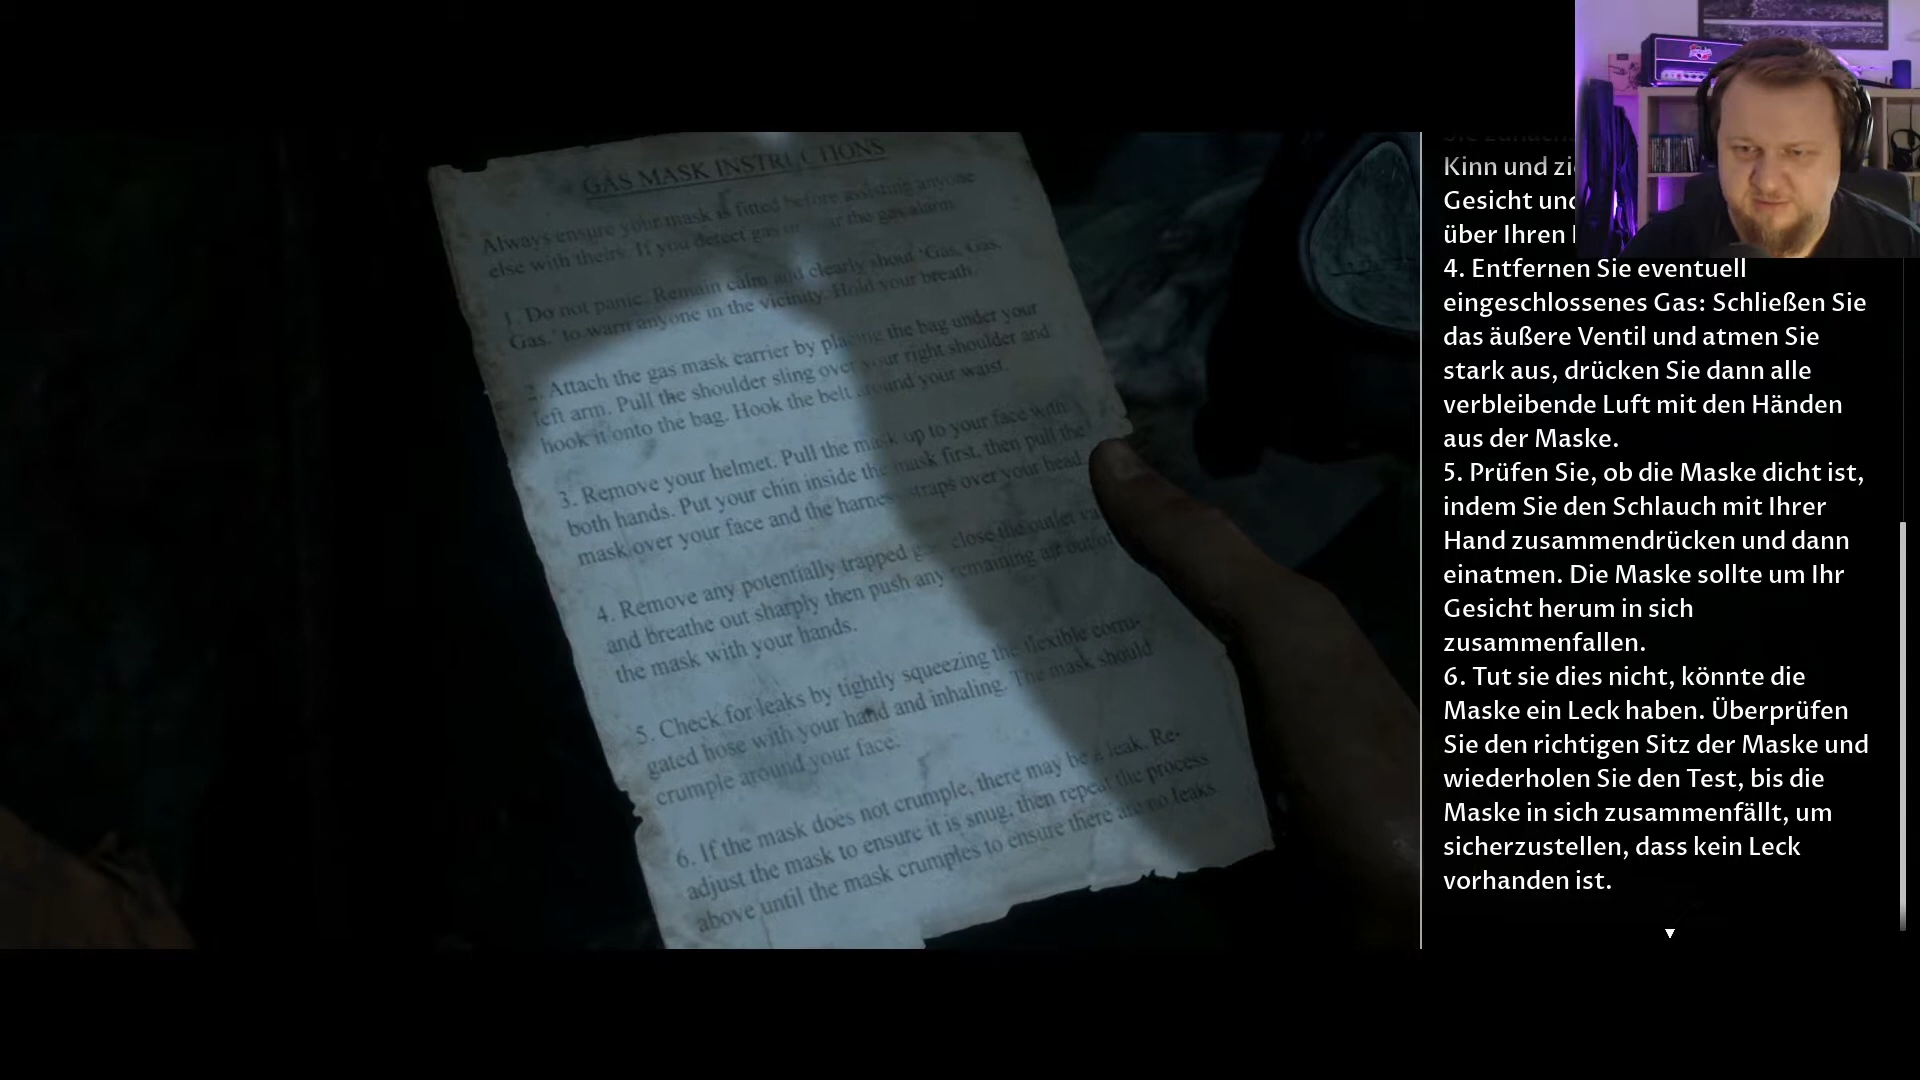 GAS MASK INSTRUCTIONS
Always ensure your mask is fitted before assisting anyone
else with theirs. If you detect gas or hear the gas alarm
1. Do not panic. Remain calm and clearly shout 'Gas, Gas,
Gas.' to warn anyone in the vicinity. Hold your breath.
2. Attach the gas mask carrier by placing the bag under your
left arm. Pull the shoulder sling over your right shoulder and
hook it onto the bag. Hook the belt around your waist.
3. Remove your helmet. Pull the mask up to your face with
both hands. Put your chin inside the mask first, then pull the
mask over your face and the harness straps over your head.
4. Remove any potentially trapped gas: close the outlet
and breathe out sharply then push any remaining air out of
the mask with your hands.
5. Check for leaks by tightly squeezing the flexible corru-
gated hose with your hand and inhaling. The mask should
crumple around your face.
6. If the mask does not crumple, there may be a leak. Re-
adjust the mask to ensure it is snug, then repeat the process
above until the mask crumples to ensure there are no leaks.
Kinn und
Gesicht
über Ihren
4. Entfernen Sie eventuell
eingeschlossenes Gas: Schließen Sie
das äußere Ventil und atmen Sie
stark aus, drücken Sie dann alle
verbleibende Luft mit den Händen
aus der Maske.
5. Prüfen Sie, ob die Maske dicht ist,
indem Sie den Schlauch mit Ihrer
Hand zusammendrücken und dann
einatmen. Die Maske sollte um Ihr
Gesicht herum in sich
zusammenfallen.
6. Tut sie dies nicht, könnte die
Maske ein Leck haben. Überprüfen
Sie den richtigen Sitz der Maske und
wiederholen Sie den Test, bis die
Maske in sich zusammenfällt, um
sicherzustellen, dass kein Leck
vorhanden ist.